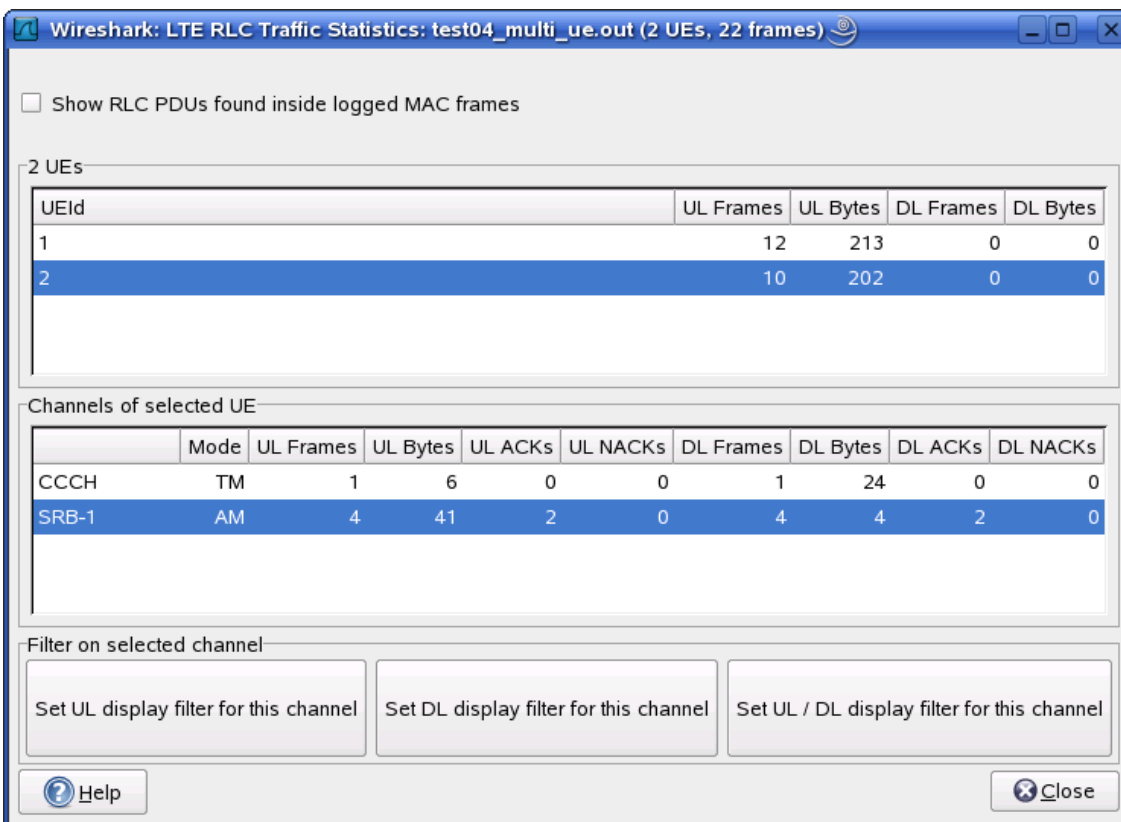 Wireshark: LTE RLC Traffic Statistics: test04_multi_ue.out (2 UEs, 22 frames)
Show RLC PDUs found inside logged MAC frames
2 UEs
UEId UL Frames UL Bytes DL Frames DL Bytes
1 12 213 0 0
2 10 202 0 0
Channels of selected UE
Mode UL Frames UL Bytes UL ACKs UL NACKs DL Frames DL Bytes DL ACKs DL NACKs
CCCH TM 1 6 0 0 1 24 0 0
SRB-1 AM 4 41 2 0 4 4 2 0
Filter on selected channel
Set UL display filter for this channel Set DL display filter for this channel Set UL / DL display filter for this channel
Help Close